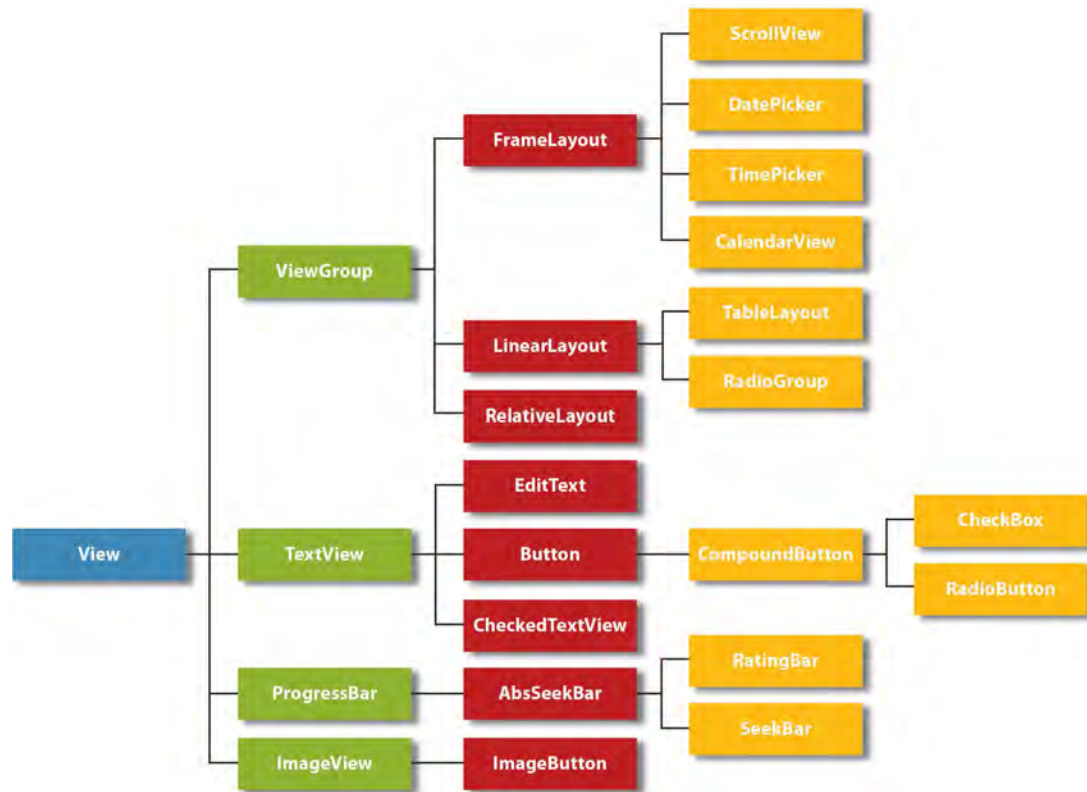 ScrollView
DatePicker
FrameLayout
TimePicker
CalendarView
ViewGroup
TableLayout
LinearLayout
RadioGroup
RelativeLayout
EditText
CheckBox
View
TextView
Button
CompoundButton
RadioButton
CheckedTextView
RatingBar
ProgressBar
AbsSeekBar
SeekBar
ImageView
ImageButton